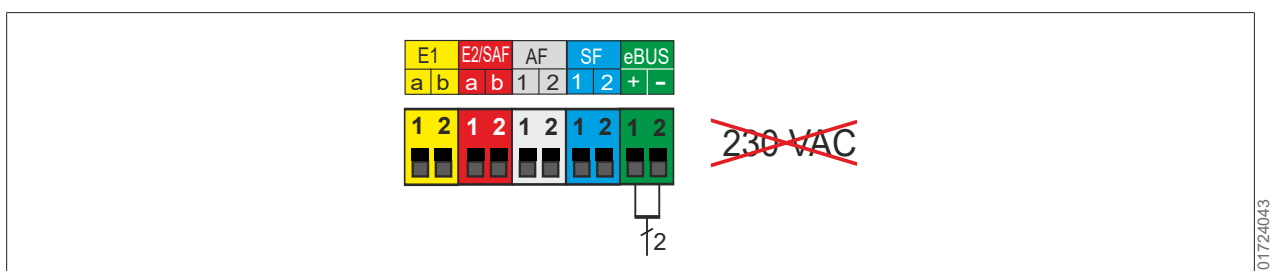 E1 E2/SAF AF SF eBUS
a b a b 1 2 1 2 + -
1 2 1 2 1 2 1 2 1 2
230 VAC
2
01724043